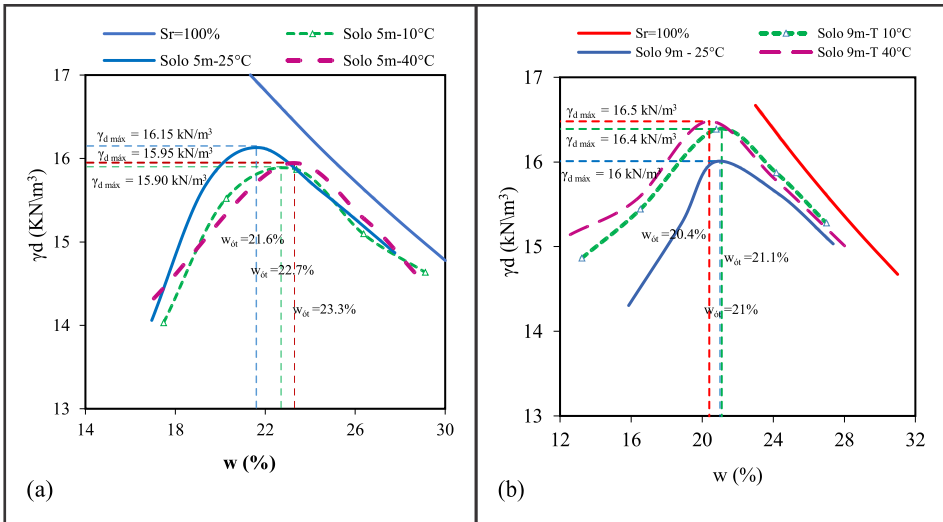 Sr=100%
Solo 5m-10°C
Solo 5m-25°C
Solo 5m-40°C
17
γd máx = 16.15 kN/m³
16
γd máx = 15.95 kN/m³
γd máx = 15.90 kN/m³
γd (KN\m³)
15
wót =21.6%
wót =22.7%
wót =23.3%
14
13
14
18
22
26
30
w (%)
(a)
Sr=100%
Solo 9m-T 10°C
Solo 9m - 25°C
Solo 9m-T 40°C
17
γd máx = 16.5 kN/m³
γd máx = 16.4 kN/m³
16
γd máx = 16 kN/m³
γd (kN\m³)
15
wót =20.4%
wót =21.1%
wót =21%
14
13
12
16
20
24
28
32
w (%)
(b)